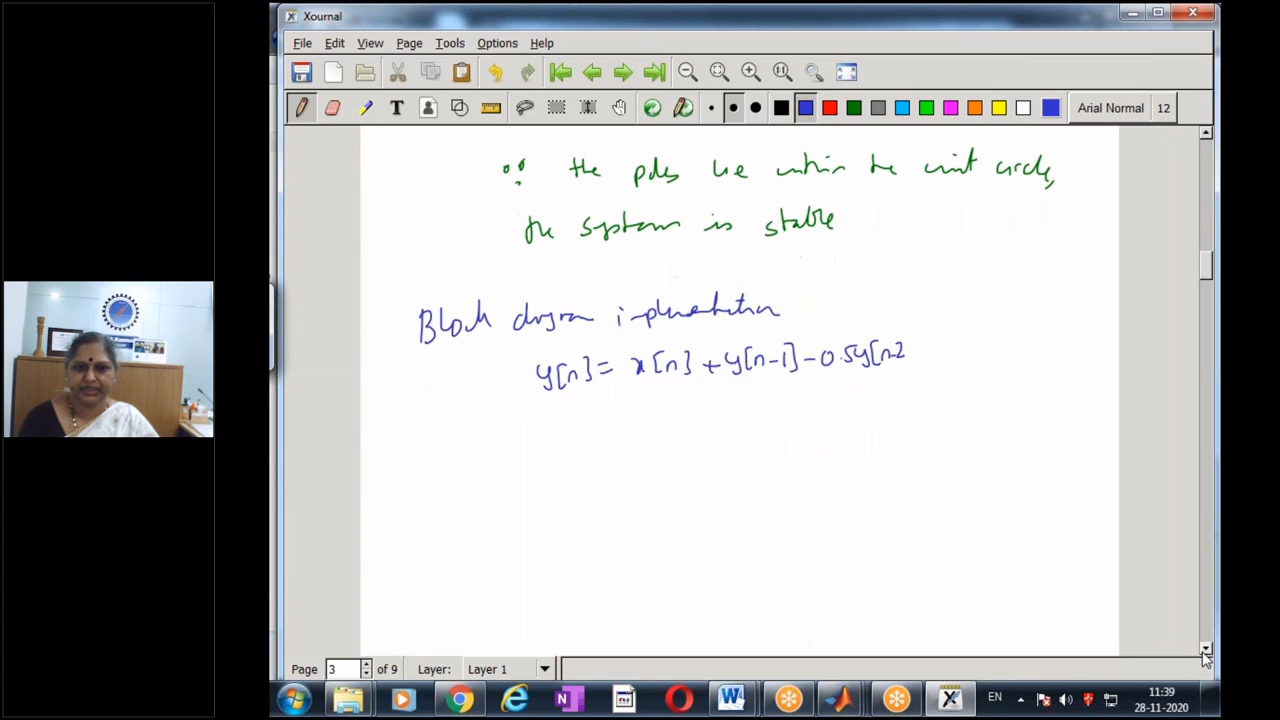 Xournal
File Edit View Page Tools Options Help
Arial Normal 12
∵ the poles lie within the unit circle,
the system is stable
Block diagram implementation
y[n] = x[n] + y[n-1] - 0.5y[n-2
Page 3 of 9 Layer: Layer 1
EN
11:39
28-11-2020